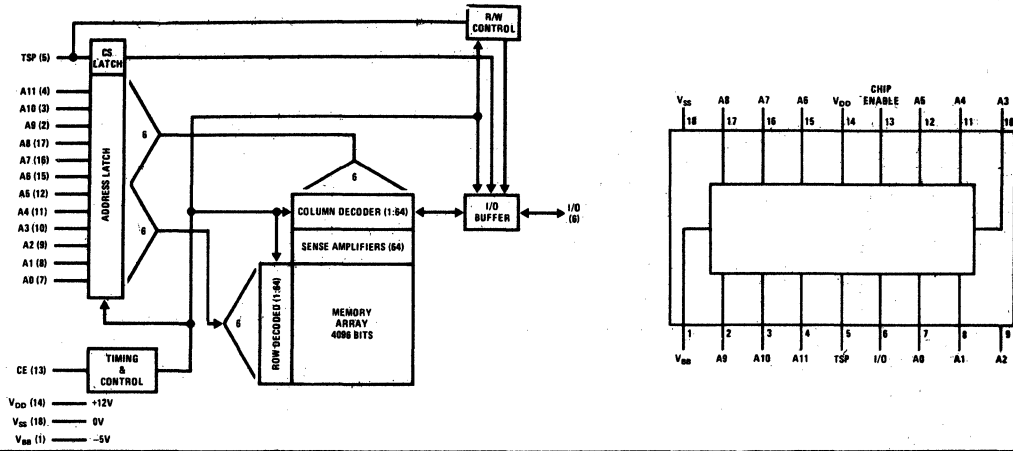 R/W
CONTROL
TSP (5)
CS
LATCH
A11 (4)
A10 (3)
A9 (2)
A8 (17)
A7 (16)
A6 (15)
A5 (12)
A4 (11)
A3 (10)
A2 (9)
A1 (8)
A0 (7)
ADDRESS LATCH
6
6
6
COLUMN DECODER (1:64)
SENSE AMPLIFIERS (64)
6
ROW DECODED (1:64)
MEMORY
ARRAY
4096 BITS
I/O
BUFFER
I/O
(6)
CE (13)
TIMING
&
CONTROL
VDD (14) +12V
VSS (18) 0V
VBB (1) −5V
VSS A8 A7 A6 VDD CHIP ENABLE A5 A4 A3
18 17 16 15 14 13 12 11 10
1 2 3 4 5 6 7 8 9
VBB A9 A10 A11 TSP I/O A0 A1 A2